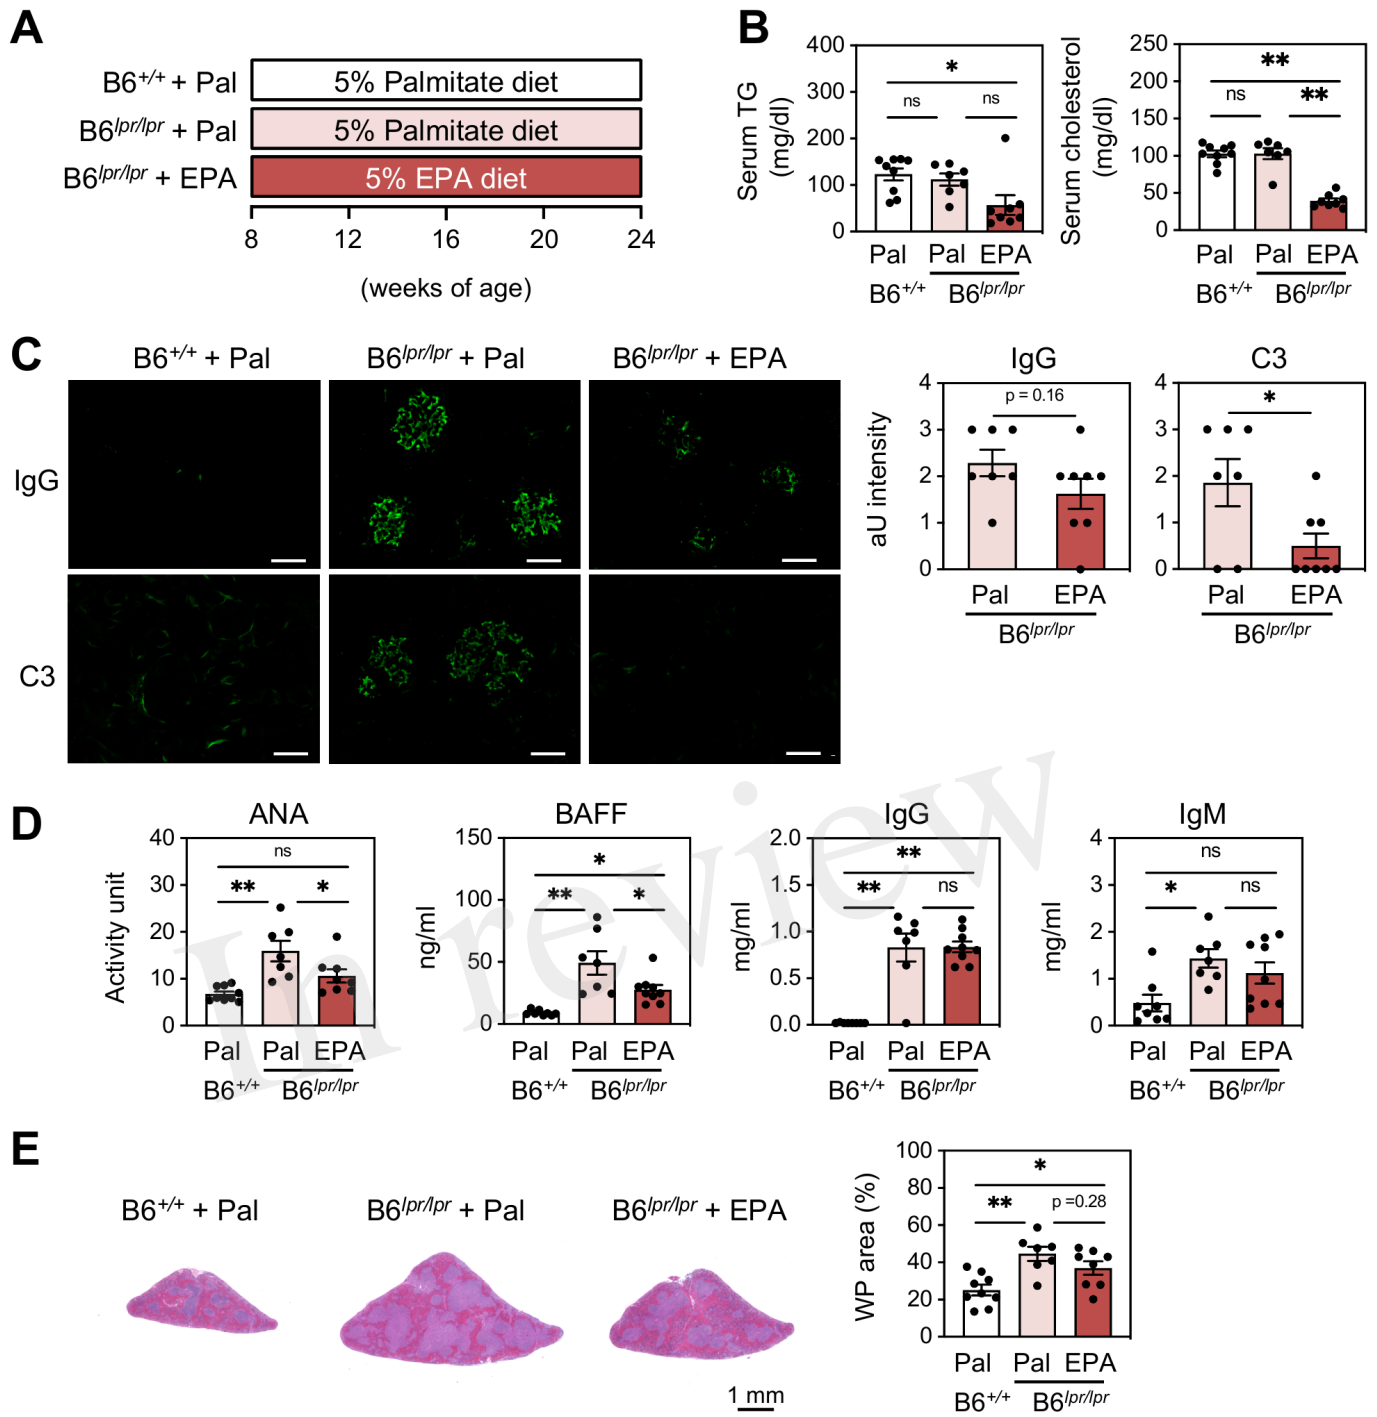 A
B6+/+ + Pal
5% Palmitate diet
B6lpr/lpr + Pal
5% Palmitate diet
B6lpr/lpr + EPA
5% EPA diet
8 12 16 20 24
(weeks of age)
B
Serum TG
(mg/dl)
400
300
200
100
0
*
ns ns
Pal Pal EPA
B6+/+ B6lpr/lpr
Serum cholesterol
(mg/dl)
250
200
150
100
50
0
**
ns **
Pal Pal EPA
B6+/+ B6lpr/lpr
C
B6+/+ + Pal B6lpr/lpr + Pal B6lpr/lpr + EPA
IgG
C3
IgG
aU intensity
4
3
2
1
0
p = 0.16
Pal EPA
B6lpr/lpr
C3
4
3
2
1
0
*
Pal EPA
B6lpr/lpr
D
ANA
Activity unit
40
30
20
10
0
ns
** *
Pal Pal EPA
B6+/+ B6lpr/lpr
BAFF
ng/ml
150
100
50
0
*
** *
Pal Pal EPA
B6+/+ B6lpr/lpr
IgG
mg/ml
2.0
1.5
1.0
0.5
0.0
**
** ns
Pal Pal EPA
B6+/+ B6lpr/lpr
IgM
mg/ml
4
3
2
1
0
ns
* ns
Pal Pal EPA
B6+/+ B6lpr/lpr
In review
E
B6+/+ + Pal B6lpr/lpr + Pal B6lpr/lpr + EPA
1 mm
WP area (%)
100
80
60
40
20
0
*
** p =0.28
Pal Pal EPA
B6+/+ B6lpr/lpr